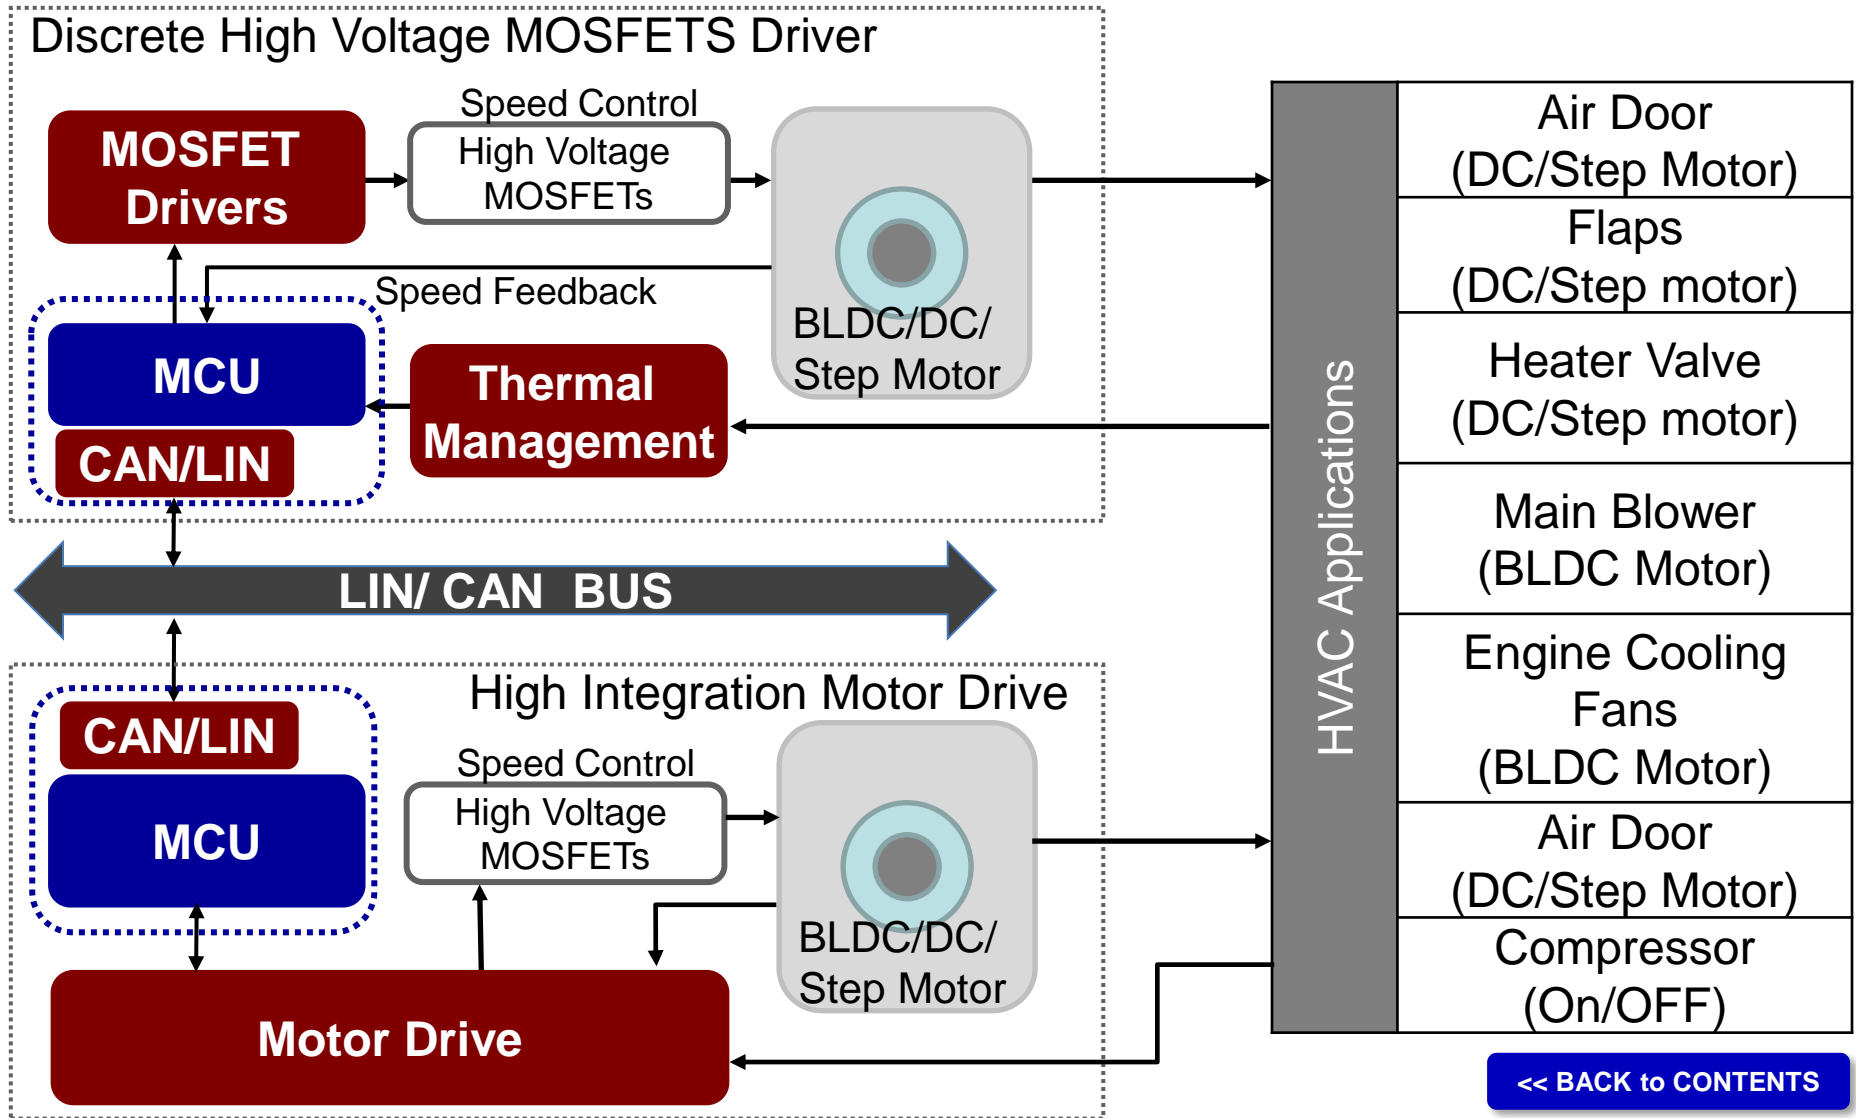 Discrete High Voltage MOSFETS Driver
MOSFET
Drivers
Speed Control
High Voltage
MOSFETs
Speed Feedback
BLDC/DC/
Step Motor
MCU
CAN/LIN
Thermal
Management
LIN/ CAN  BUS
High Integration Motor Drive
CAN/LIN
MCU
Speed Control
High Voltage
MOSFETs
BLDC/DC/
Step Motor
Motor Drive
HVAC Applications
Air Door
(DC/Step Motor)
Flaps
(DC/Step motor)
Heater Valve
(DC/Step motor)
Main Blower
(BLDC Motor)
Engine Cooling
Fans
(BLDC Motor)
Air Door
(DC/Step Motor)
Compressor
(On/OFF)
<< BACK to CONTENTS